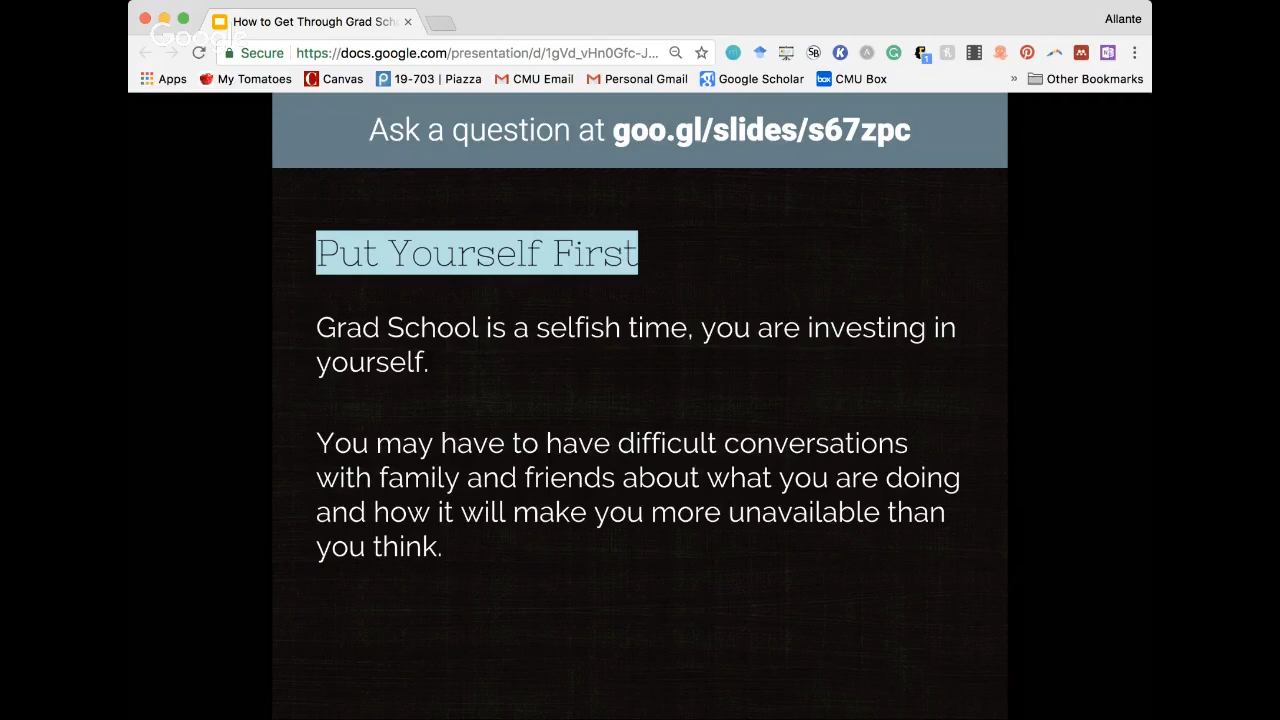 How to Get Through Grad Scho
Allante
Google
Secure https://docs.google.com/presentation/d/1gVd_vHn0Gfc-J...
Apps My Tomatoes Canvas 19-703 | Piazza CMU Email Personal Gmail Google Scholar box CMU Box » Other Bookmarks
Ask a question at goo.gl/slides/s67zpc
Put Yourself First
Grad School is a selfish time, you are investing in
yourself.
You may have to have difficult conversations
with family and friends about what you are doing
and how it will make you more unavailable than
you think.